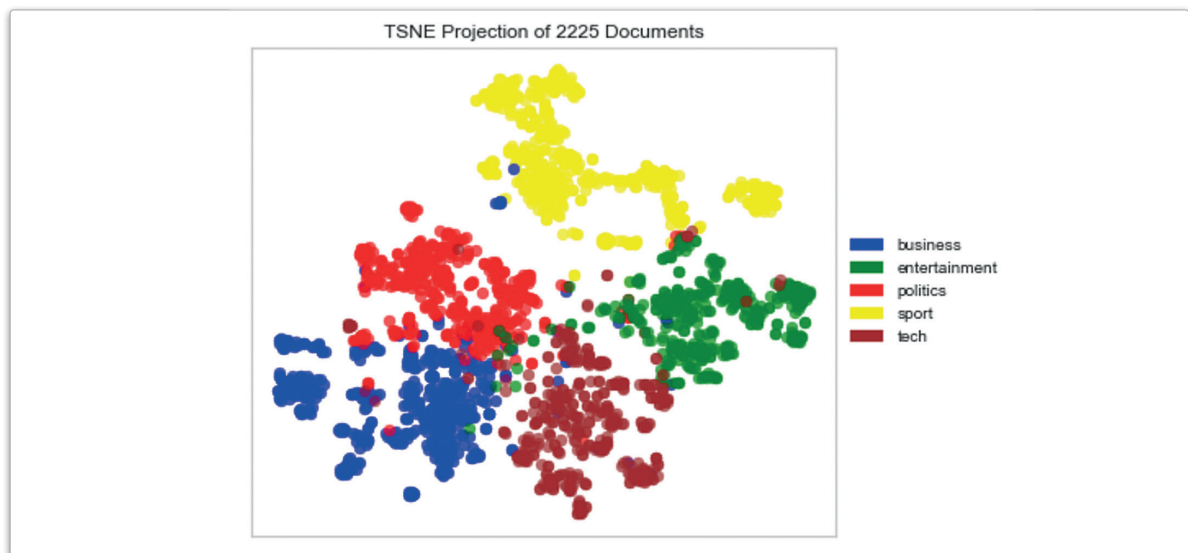 TSNE Projection of 2225 Documents
business
entertainment
politics
sport
tech